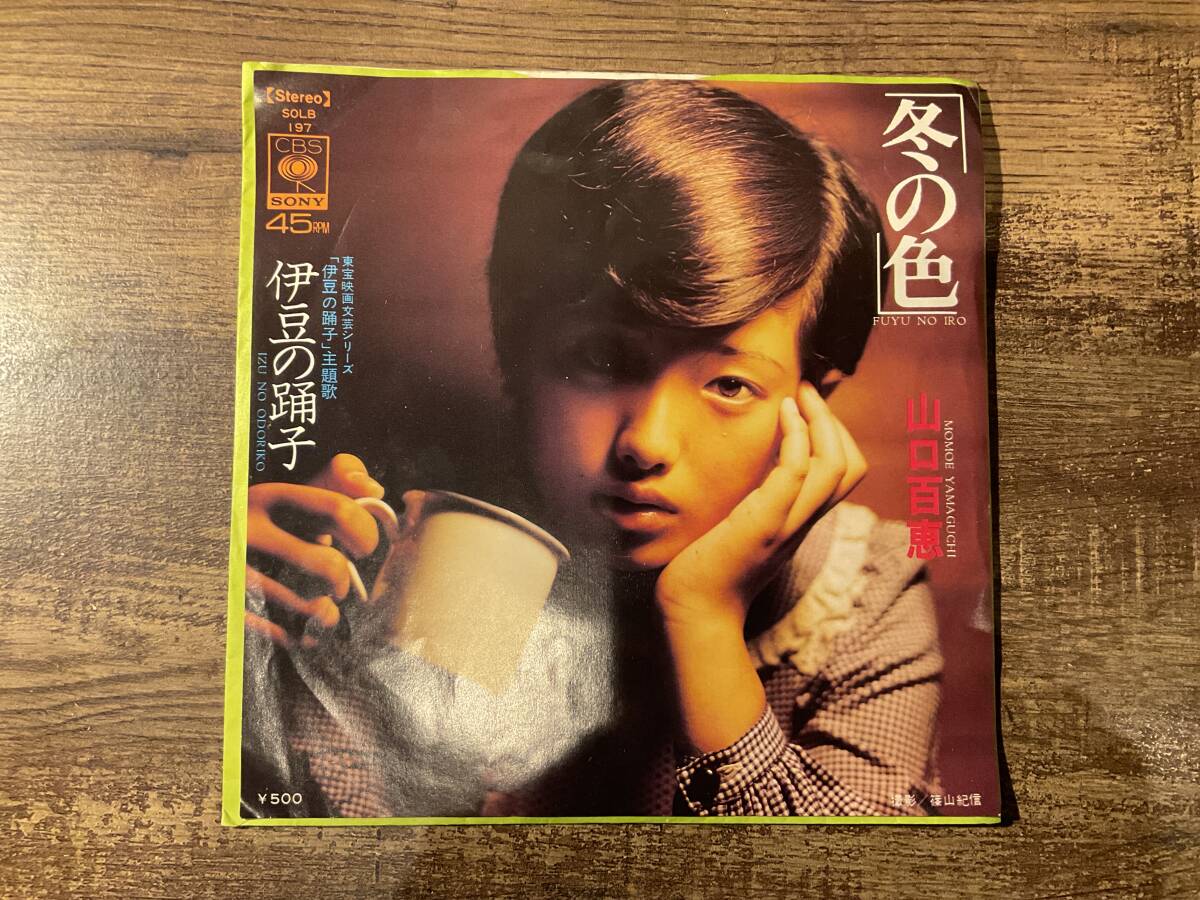 【Stereo】
SOLB
197
CBS
SONY
45RPM
東宝映画文芸シリーズ
「伊豆の踊子」主題歌
伊豆の踊子
IZU NO ODORIKO
「冬の色」
FUYU NO IRO
山口百恵
MOMOE YAMAGUCHI
¥500
撮影/篠山紀信